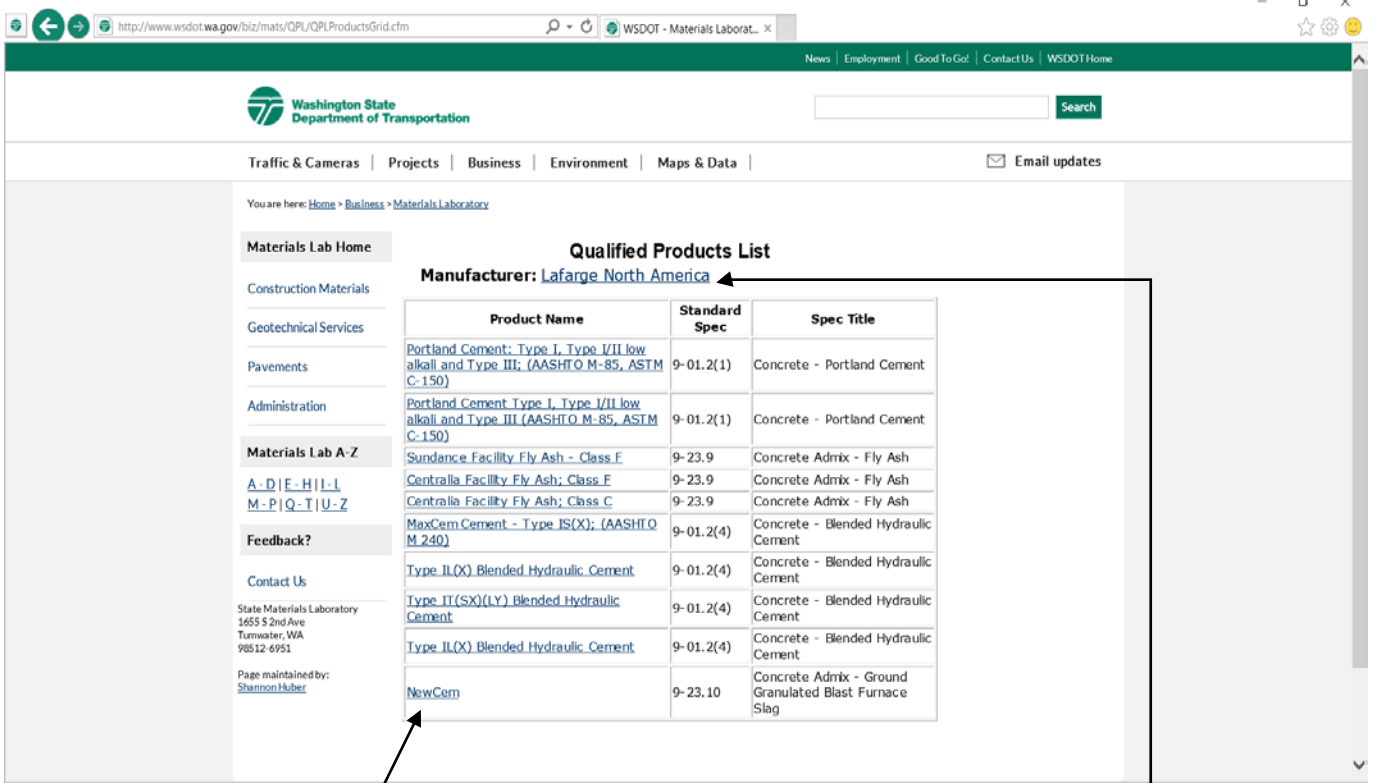 http://www.wsdot.wa.gov/biz/mats/QPL/QPLProductsGrid.cfm
WSDOT - Materials Laborat...
News | Employment | Good To Go! | Contact Us | WSDOT Home
Washington State
Department of Transportation
Search
Traffic & Cameras | Projects | Business | Environment | Maps & Data |
Email updates
You are here: Home > Business > Materials Laboratory
Materials Lab Home
Construction Materials
Geotechnical Services
Pavements
Administration
Materials Lab A-Z
A - D | E - H | I - L
M - P | Q - T | U - Z
Feedback?
Contact Us
State Materials Laboratory
1655 S 2nd Ave
Tumwater, WA
98512-6951
Page maintained by:
Shannon Huber
Qualified Products List
Manufacturer: Lafarge North America
Product Name
Standard
Spec
Spec Title
Portland Cement: Type I, Type I/II low
alkali and Type III; (AASHTO M-85, ASTM
C-150)
9-01.2(1)
Concrete - Portland Cement
Portland Cement Type I, Type I/II low
alkali and Type III (AASHTO M-85, ASTM
C-150)
9-01.2(1)
Concrete - Portland Cement
Sundance Facility Fly Ash - Class F
9-23.9
Concrete Admix - Fly Ash
Centralia Facility Fly Ash; Class F
9-23.9
Concrete Admix - Fly Ash
Centralia Facility Fly Ash; Class C
9-23.9
Concrete Admix - Fly Ash
MaxCem Cement - Type IS(X); (AASHTO
M 240)
9-01.2(4)
Concrete - Blended Hydraulic
Cement
Type IL(X) Blended Hydraulic Cement
9-01.2(4)
Concrete - Blended Hydraulic
Cement
Type IT(SX)(LY) Blended Hydraulic
Cement
9-01.2(4)
Concrete - Blended Hydraulic
Cement
Type IL(X) Blended Hydraulic Cement
9-01.2(4)
Concrete - Blended Hydraulic
Cement
NewCem
9-23.10
Concrete Admix - Ground
Granulated Blast Furnace
Slag